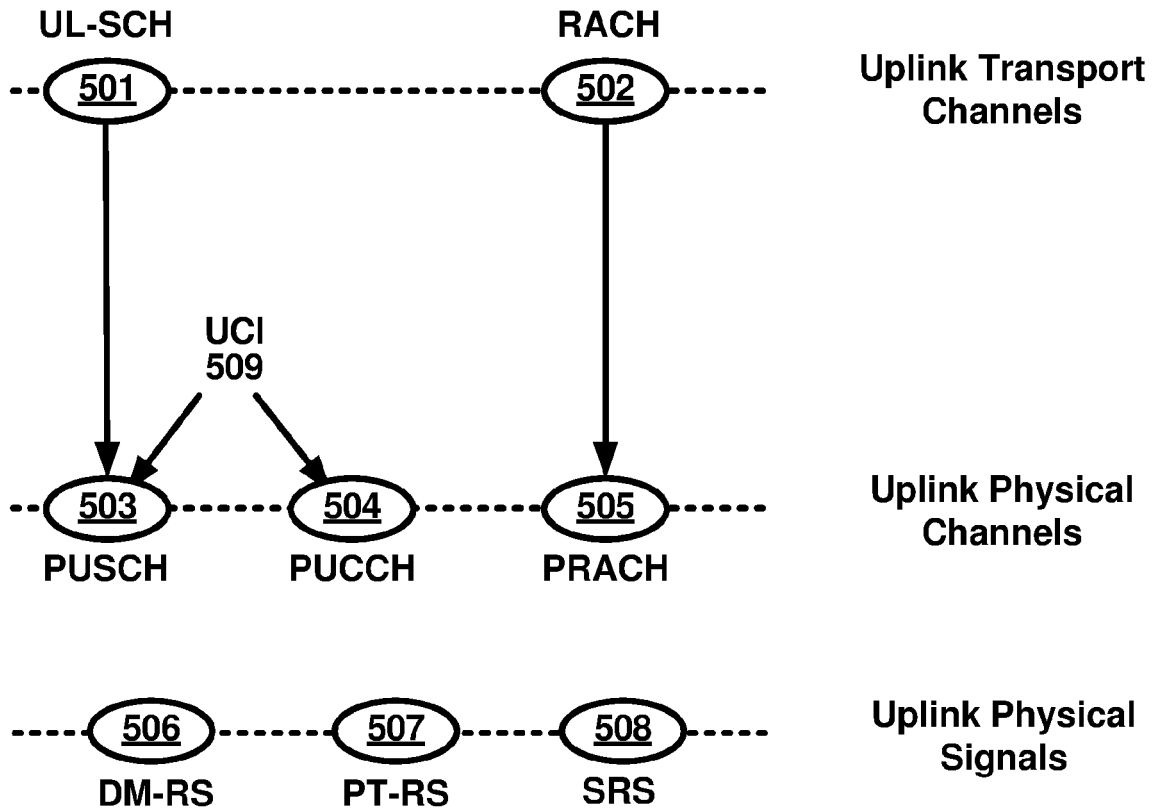 UL-SCH
RACH
501
502
Uplink Transport
Channels
UCI
509
503
504
505
Uplink Physical
Channels
PUSCH
PUCCH
PRACH
506
507
508
Uplink Physical
Signals
DM-RS
PT-RS
SRS